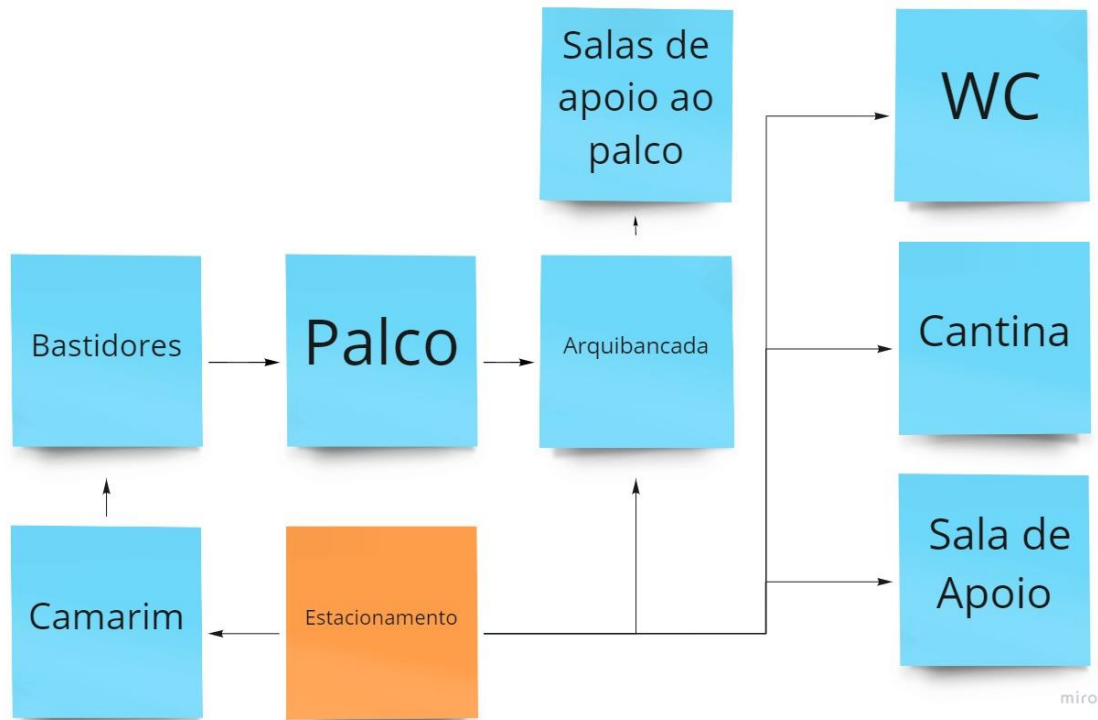 Salas de
apoio ao
palco
WC
Bastidores
Palco
Arquibancada
Cantina
Camarim
Estacionamento
Sala de
Apoio
miro